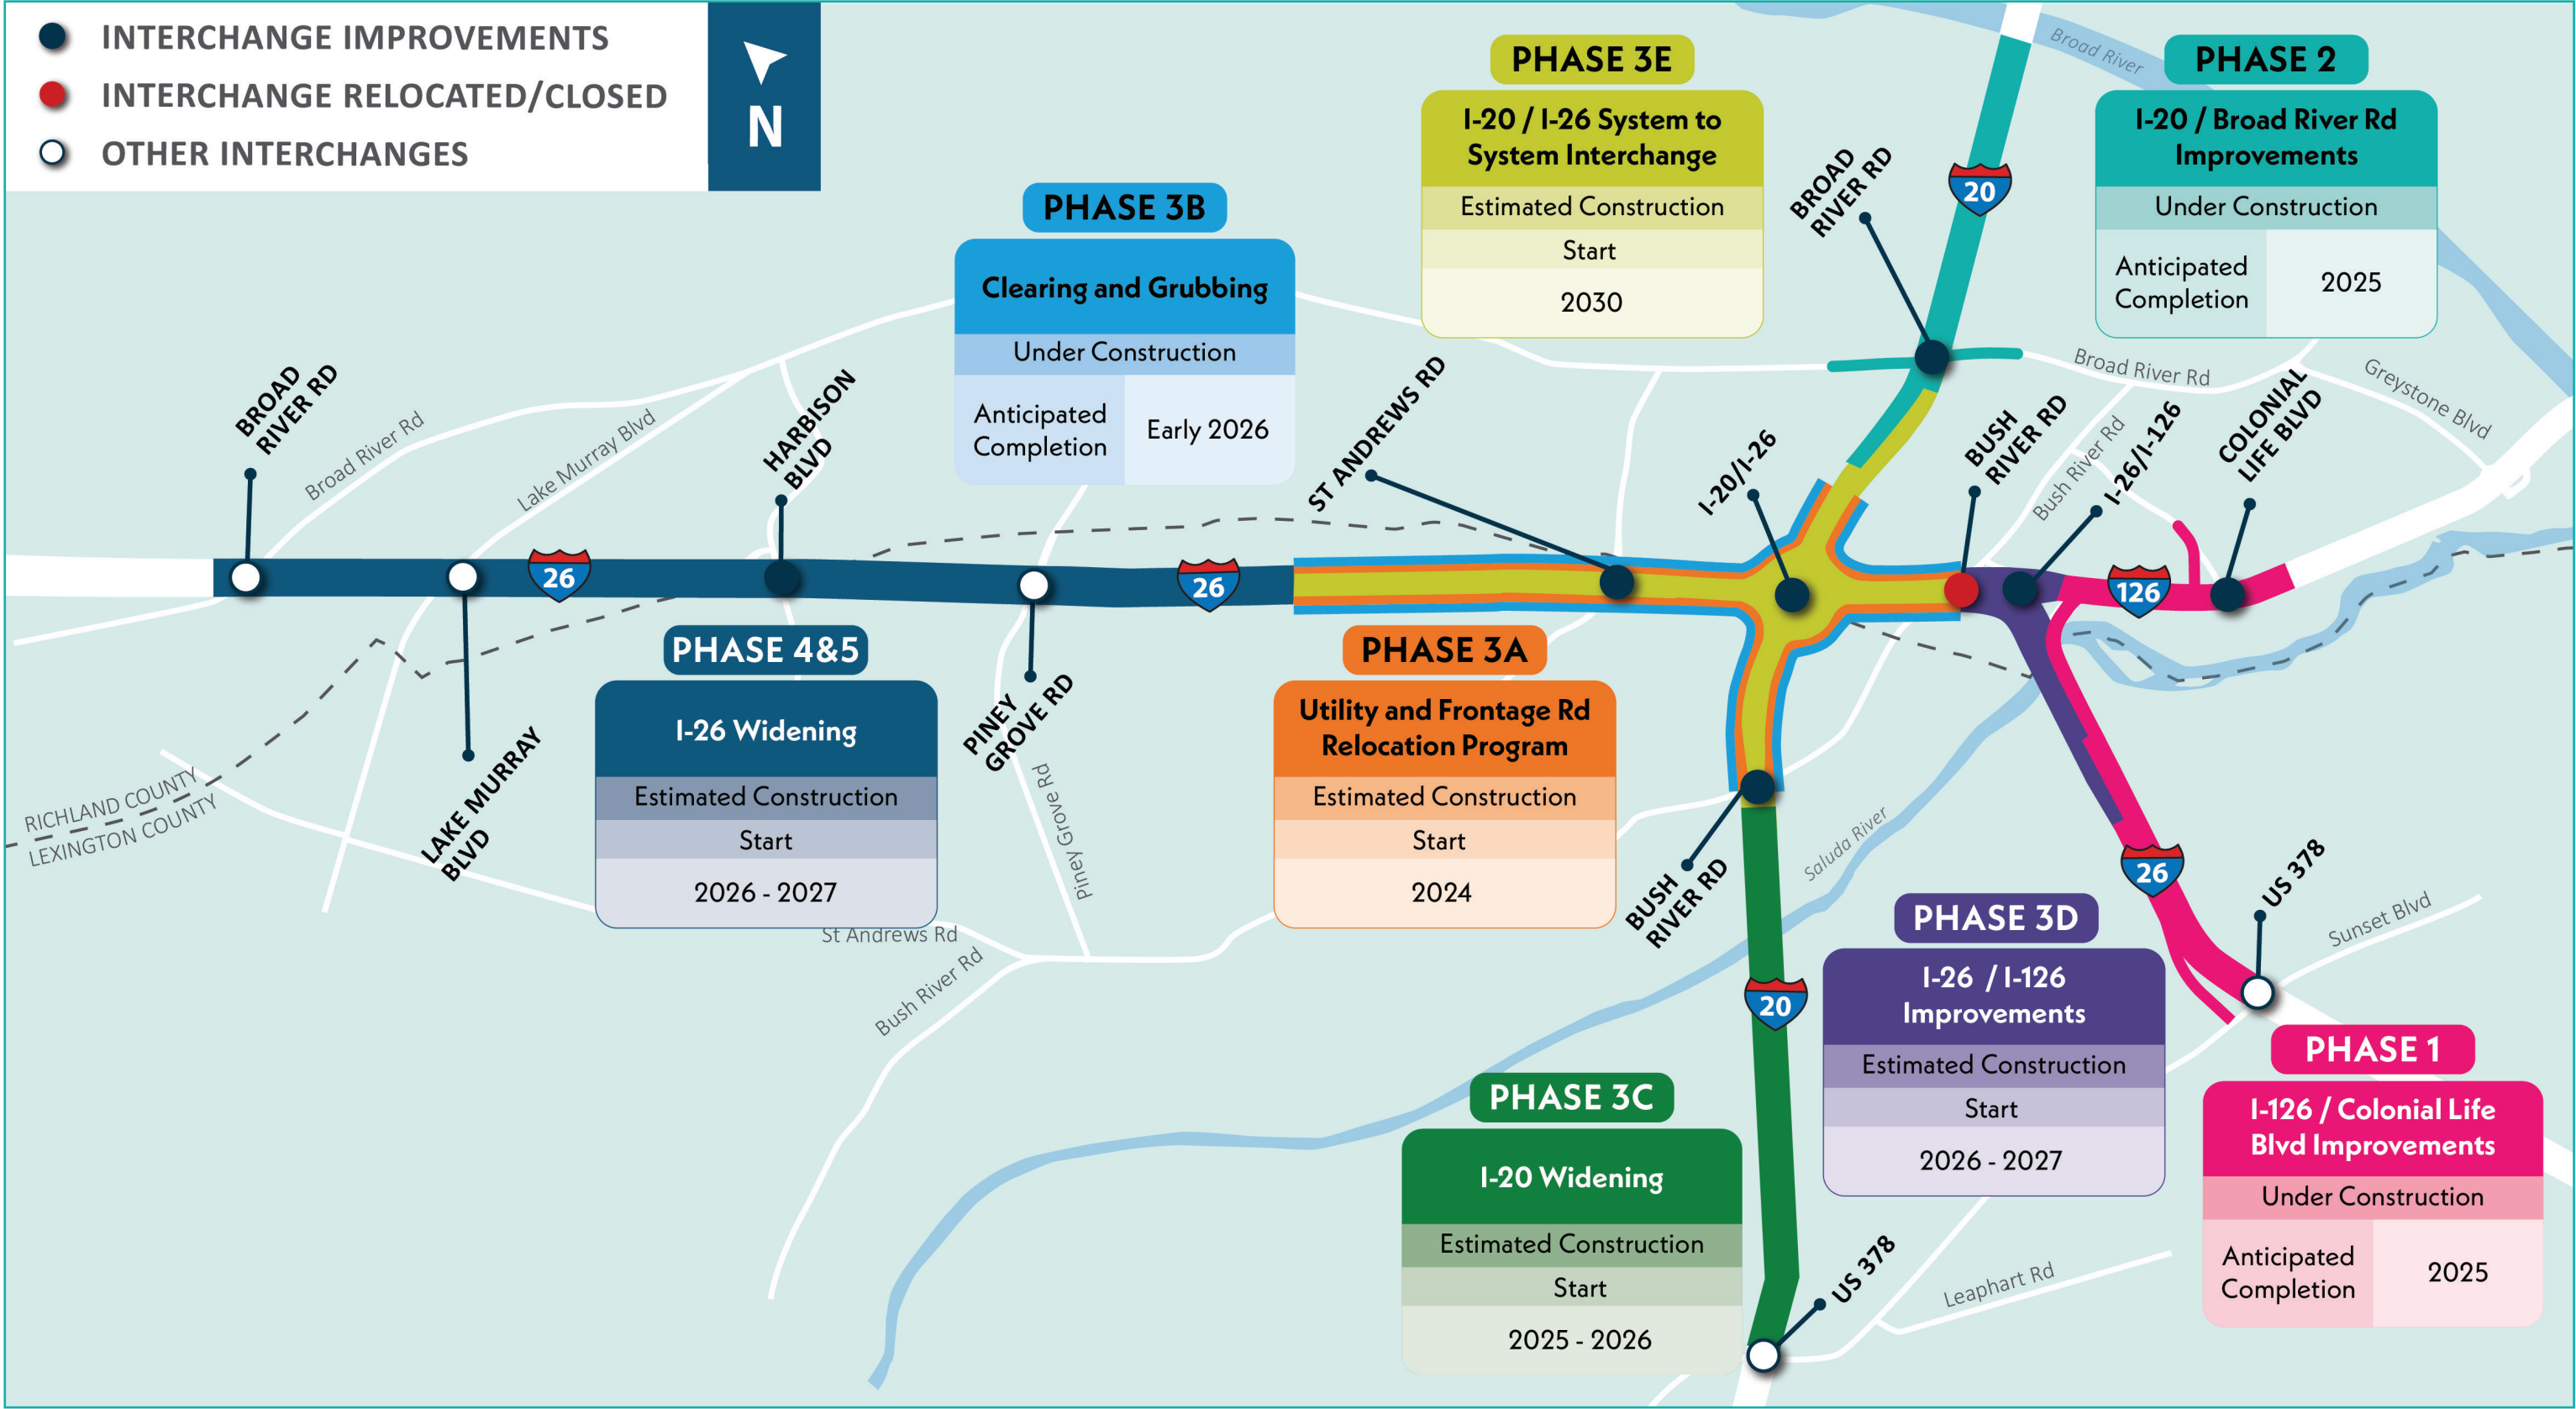 INTERCHANGE IMPROVEMENTS
INTERCHANGE RELOCATED/CLOSED
OTHER INTERCHANGES
N
PHASE 3B
Clearing and Grubbing
Under Construction
Anticipated
Completion
Early 2026
PHASE 3E
I-20 / I-26 System to
System Interchange
Estimated Construction
Start
2030
PHASE 2
I-20 / Broad River Rd
Improvements
Under Construction
Anticipated
Completion
2025
Broad River
BROAD
RIVER RD
20
Broad River Rd
Greystone Blvd
BROAD
RIVER RD
Broad River Rd
Lake Murray Blvd
HARBISON
BLVD
ST ANDREWS RD
I-20/I-26
BUSH
RIVER RD
Bush River Rd
I-26/I-126
COLONIAL
LIFE BLVD
26
26
126
PHASE 4&5
I-26 Widening
Estimated Construction
Start
2026 - 2027
LAKE MURRAY
BLVD
PINEY
GROVE RD
Piney Grove Rd
RICHLAND COUNTY
LEXINGTON COUNTY
PHASE 3A
Utility and Frontage Rd
Relocation Program
Estimated Construction
Start
2024
BUSH
RIVER RD
Saluda River
26
US 378
Sunset Blvd
St Andrews Rd
Bush River Rd
20
PHASE 3D
I-26 / I-126
Improvements
Estimated Construction
Start
2026 - 2027
PHASE 1
I-126 / Colonial Life
Blvd Improvements
Under Construction
Anticipated
Completion
2025
PHASE 3C
I-20 Widening
Estimated Construction
Start
2025 - 2026
US 378
Leaphart Rd